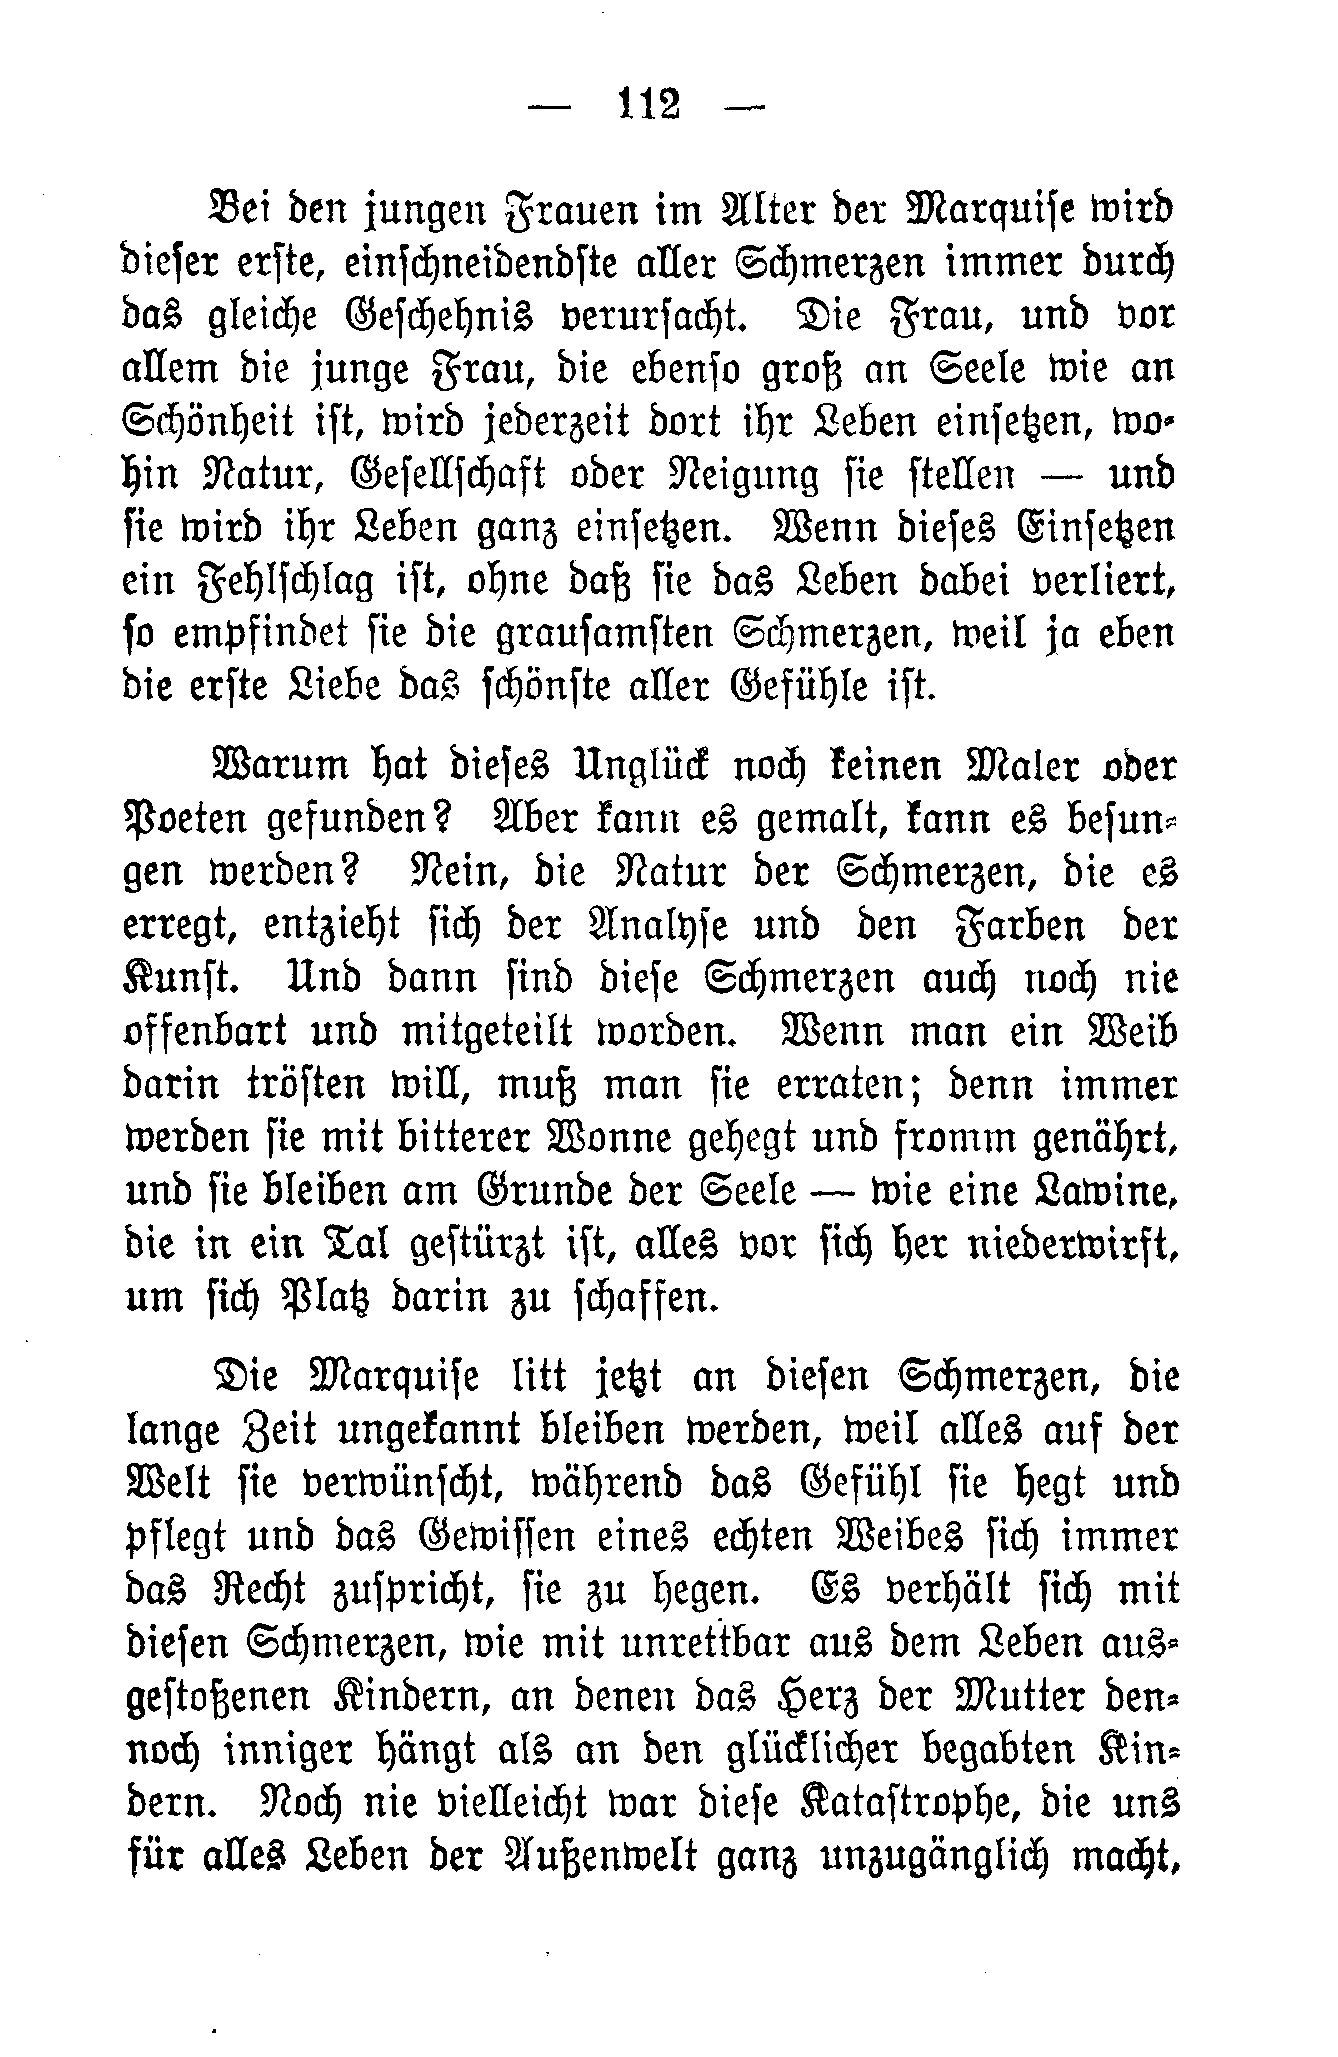 — 112 —
Bei den jungen Frauen im Alter der Marquise wird
dieser erste, einschneidendste aller Schmerzen immer durch
das gleiche Geschehnis verursacht. Die Frau, und vor
allem die junge Frau, die ebenso groß an Seele wie an
Schönheit ist, wird jederzeit dort ihr Leben einsetzen, wo-
hin Natur, Gesellschaft oder Neigung sie stellen — und
sie wird ihr Leben ganz einsetzen. Wenn dieses Einsetzen
ein Fehlschlag ist, ohne daß sie das Leben dabei verliert,
so empfindet sie die grausamsten Schmerzen, weil ja eben
die erste Liebe das schönste aller Gefühle ist.
Warum hat dieses Unglück noch keinen Maler oder
Poeten gefunden? Aber kann es gemalt, kann es besun-
gen werden? Nein, die Natur der Schmerzen, die es
erregt, entzieht sich der Analyse und den Farben der
Kunst. Und dann sind diese Schmerzen auch noch nie
offenbart und mitgeteilt worden. Wenn man ein Weib
darin trösten will, muß man sie erraten; denn immer
werden sie mit bitterer Wonne gehegt und fromm genährt,
und sie bleiben am Grunde der Seele — wie eine Lawine,
die in ein Tal gestürzt ist, alles vor sich her niederwirft,
um sich Platz darin zu schaffen.
Die Marquise litt jetzt an diesen Schmerzen, die
lange Zeit ungekannt bleiben werden, weil alles auf der
Welt sie verwünscht, während das Gefühl sie hegt und
pflegt und das Gewissen eines echten Weibes sich immer
das Recht zuspricht, sie zu hegen. Es verhält sich mit
diesen Schmerzen, wie mit unrettbar aus dem Leben aus-
gestoßenen Kindern, an denen das Herz der Mutter den-
noch inniger hängt als an den glücklicher begabten Kin-
dern. Noch nie vielleicht war diese Katastrophe, die uns
für alles Leben der Außenwelt ganz unzugänglich macht,